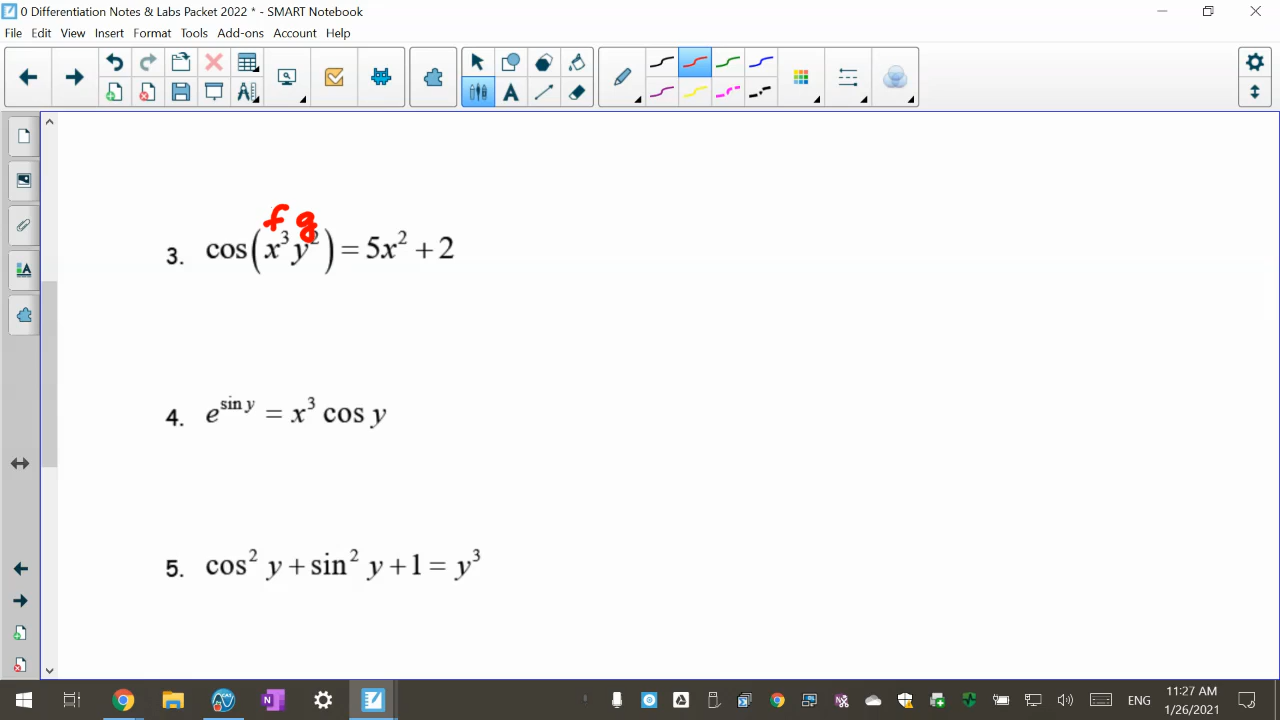 0 Differentiation Notes & Labs Packet 2022 * - SMART Notebook
File Edit View Insert Format Tools Add-ons Account Help
f g
3. cos(x³y²) = 5x² + 2
4. e^(sin y) = x³ cos y
5. cos² y + sin² y + 1 = y³
ENG
11:27 AM
1/26/2021